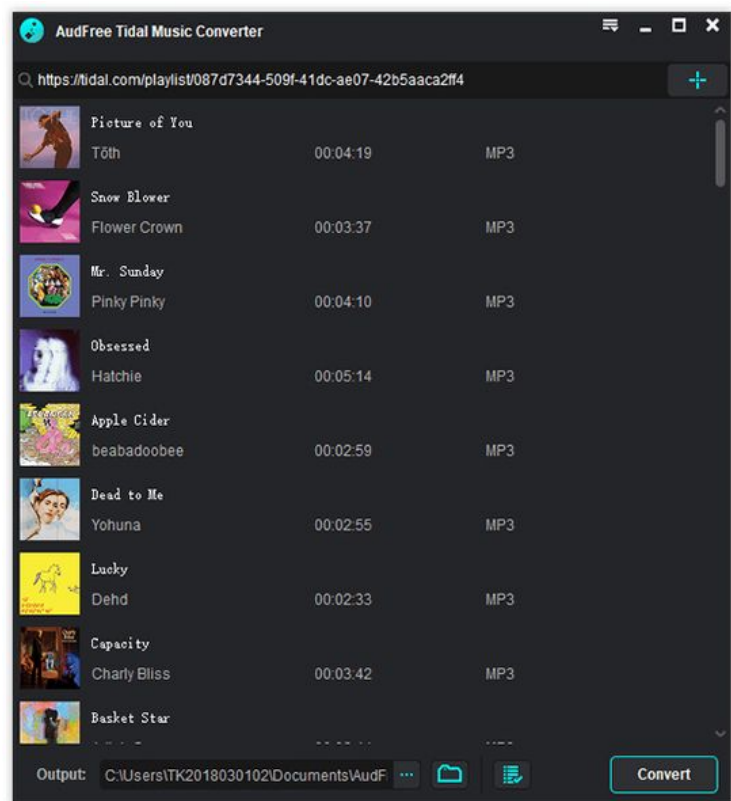 AudFree Tidal Music Converter
https://tidal.com/playlist/087d7344-509f-41dc-ae07-42b5aaca2ff4
Picture of You
Tōth 00:04:19 MP3
Snow Blower
Flower Crown 00:03:37 MP3
Mr. Sunday
Pinky Pinky 00:04:10 MP3
Obsessed
Hatchie 00:05:14 MP3
Apple Cider
beabadoobee 00:02:59 MP3
Dead to Me
Yohuna 00:02:55 MP3
Lucky
Dehd 00:02:33 MP3
Capacity
Charly Bliss 00:03:42 MP3
Basket Star
Output: C:\Users\TK2018030102\Documents\AudF ... Convert